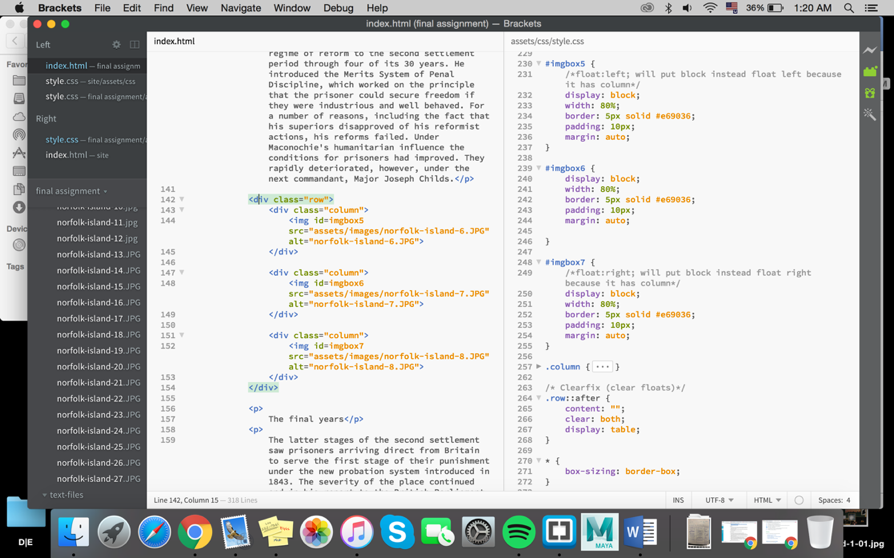 Brackets File Edit Find View Navigate Window Debug Help 36% 1:20 AM
index.html (final assignment) — Brackets
Favor
Device
Tags
Left
index.html — final assignm
style.css — site/assets/css
style.css — final assignment/
Right
style.css — final assignment/
index.html — site
final assignment
norfolk-island-11.jpg
norfolk-island-12.jpg
norfolk-island-13.JPG
norfolk-island-14.JPG
norfolk-island-15.JPG
norfolk-island-16.JPG
norfolk-island-17.JPG
norfolk-island-18.JPG
norfolk-island-19.JPG
norfolk-island-20.JPG
norfolk-island-21.JPG
norfolk-island-22.JPG
norfolk-island-23.JPG
norfolk-island-24.JPG
norfolk-island-25.JPG
norfolk-island-26.JPG
norfolk-island-27.JPG
text-files
index.html
regime of reform to the second settlement
period through four of its 30 years. He
introduced the Merits System of Penal
Discipline, which worked on the principle
that the prisoner could secure freedom if
they were industrious and well behaved. For
a number of reasons, including the fact that
his superiors disapproved of his reformist
actions, his reforms failed. Under
Maconochie's humanitarian influence the
conditions for prisoners had improved. They
rapidly deteriorated, however, under the
next commandant, Major Joseph Childs.</p>
141
142 <div class="row">
143 <div class="column">
144 <img id=imgbox5
src="assets/images/norfolk-island-6.JPG"
alt="norfolk-island-6.JPG">
145 </div>
146
147 <div class="column">
148 <img id=imgbox6
src="assets/images/norfolk-island-7.JPG"
alt="norfolk-island-7.JPG">
149 </div>
150
151 <div class="column">
152 <img id=imgbox7
src="assets/images/norfolk-island-8.JPG"
alt="norfolk-island-8.JPG">
153 </div>
154 </div>
155
156 <p>
157 The final years</p>
158 <p>
159 The latter stages of the second settlement
saw prisoners arriving direct from Britain
to serve the first stage of their punishment
under the new probation system introduced in
1843. The severity of the place continued
Line 142, Column 15 — 318 Lines
assets/css/style.css
229
230 #imgbox5 {
231 /*float:left; will put block instead float left because
it has column*/
232 display: block;
233 width: 80%;
234 border: 5px solid #e69036;
235 padding: 10px;
236 margin: auto;
237 }
238
239 #imgbox6 {
240 display: block;
241 width: 80%;
242 border: 5px solid #e69036;
243 padding: 10px;
244 margin: auto;
245
246 }
247
248 #imgbox7 {
249 /*float:right; will put block instead float right
because it has column*/
250 display: block;
251 width: 80%;
252 border: 5px solid #e69036;
253 padding: 10px;
254 margin: auto;
255 }
256
257 .column { ... }
262
263 /* Clearfix (clear floats)*/
264 .row::after {
265 content: "";
266 clear: both;
267 display: table;
268 }
269
270 * {
271 box-sizing: border-box;
272 }
INS UTF-8 HTML Spaces: 4
D|E
MAYA
-1-01.jpg